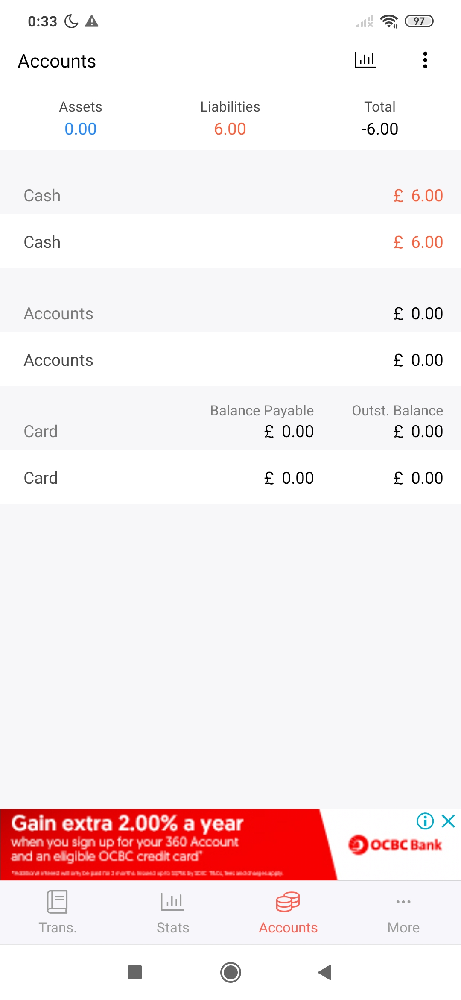 0:33
97
Accounts
Assets Liabilities Total
0.00 6.00 -6.00
Cash £ 6.00
Cash £ 6.00
Accounts £ 0.00
Accounts £ 0.00
Balance Payable Outst. Balance
Card £ 0.00 £ 0.00
Card £ 0.00 £ 0.00
Gain extra 2.00% a year
when you sign up for your 360 Account
and an eligible OCBC credit card*
OCBC Bank
Trans. Stats Accounts More